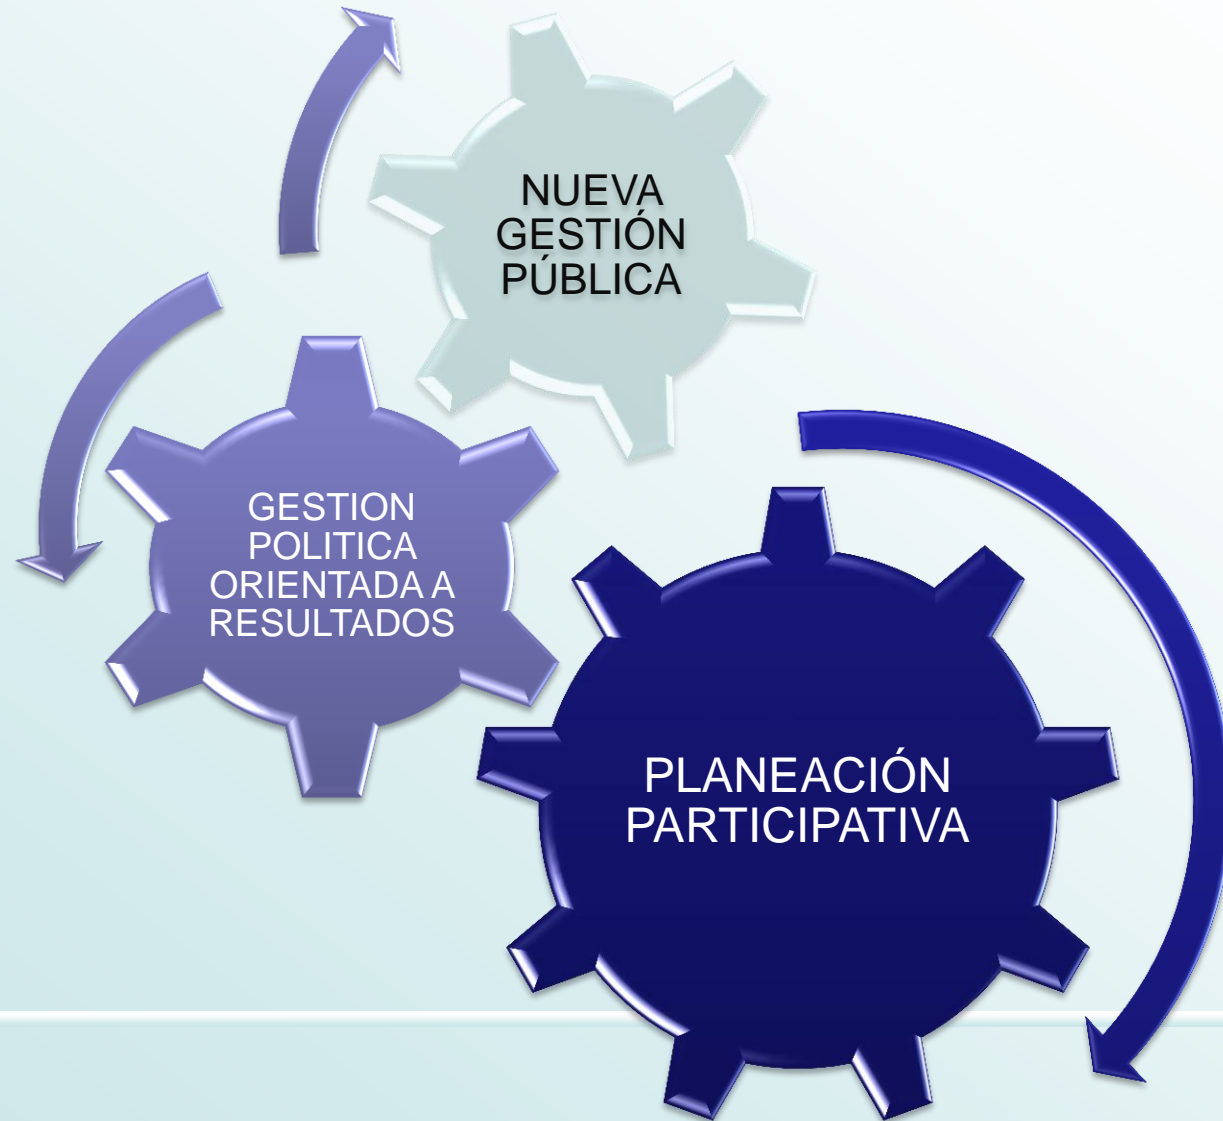 NUEVA
GESTIÓN
PÚBLICA
GESTION
POLITICA
ORIENTADA A
RESULTADOS
PLANEACIÓN
PARTICIPATIVA